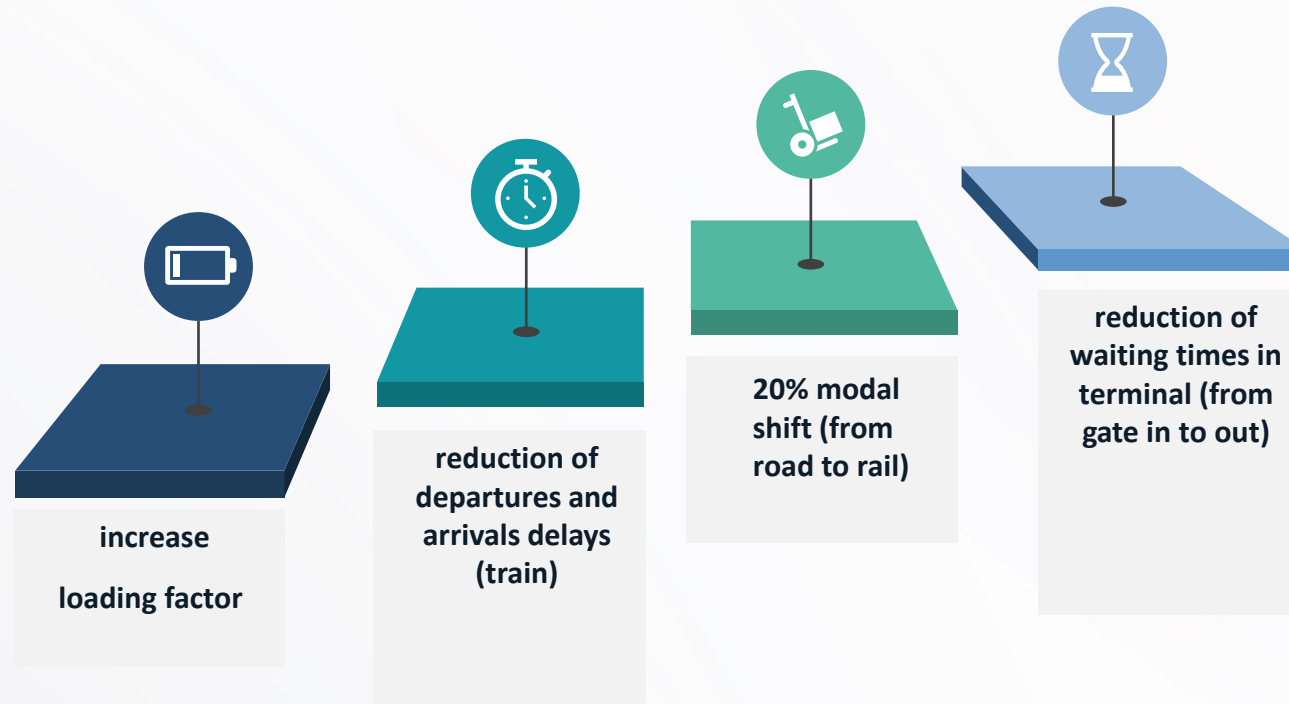 increase
loading factor
reduction of
departures and
arrivals delays
(train)
20% modal
shift (from
road to rail)
reduction of
waiting times in
terminal (from
gate in to out)